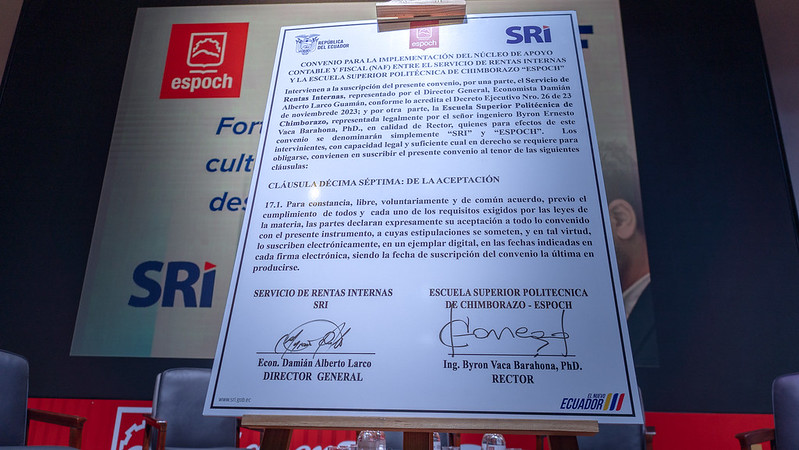 REPÚBLICA
DEL ECUADOR
espoch
SRi
CONVENIO PARA LA IMPLEMENTACIÓN DEL NÚCLEO DE APOYO
CONTABLE Y FISCAL (NAF) ENTRE EL SERVICIO DE RENTAS INTERNAS
Y LA ESCUELA SUPERIOR POLITÉCNICA DE CHIMBORAZO "ESPOCH"
Intervienen a la suscripción del presente convenio, por una parte, el Servicio de
Rentas Internas, representado por el Director General, Economista Damián
Alberto Larco Guamán, conforme lo acredita el Decreto Ejecutivo Nro. 26 de 23
de noviembrede 2023; y por otra parte, la Escuela Superior Politécnica de
Chimborazo, representada legalmente por el señor ingeniero Byron Ernesto
Vaca Barahona, PhD., en calidad de Rector, quienes para efectos de este
convenio se denominarán simplemente "SRI" y "ESPOCH". Los
intervinientes, con capacidad legal y suficiente cual en derecho se requiere para
obligarse, convienen en suscribir el presente convenio al tenor de las siguientes
cláusulas:
CLÁUSULA DÉCIMA SÉPTIMA: DE LA ACEPTACIÓN
17.1. Para constancia, libre, voluntariamente y de común acuerdo, previo el
cumplimiento de todos y cada uno de los requisitos exigidos por las leyes de
la materia, las partes declaran expresamente su aceptación a todo lo convenido
con el presente instrumento, a cuyas estipulaciones se someten, y en tal virtud,
lo suscriben electrónicamente, en un ejemplar digital, en las fechas indicadas en
cada firma electrónica, siendo la fecha de suscripción del convenio la última en
producirse.
SERVICIO DE RENTAS INTERNAS
SRI
Econ. Damián Alberto Larco
DIRECTOR GENERAL
ESCUELA SUPERIOR POLITECNICA
DE CHIMBORAZO - ESPOCH
Ing. Byron Vaca Barahona, PhD.
RECTOR
www.sri.gob.ec
EL NUEVO
ECUADOR
espoch
SRi